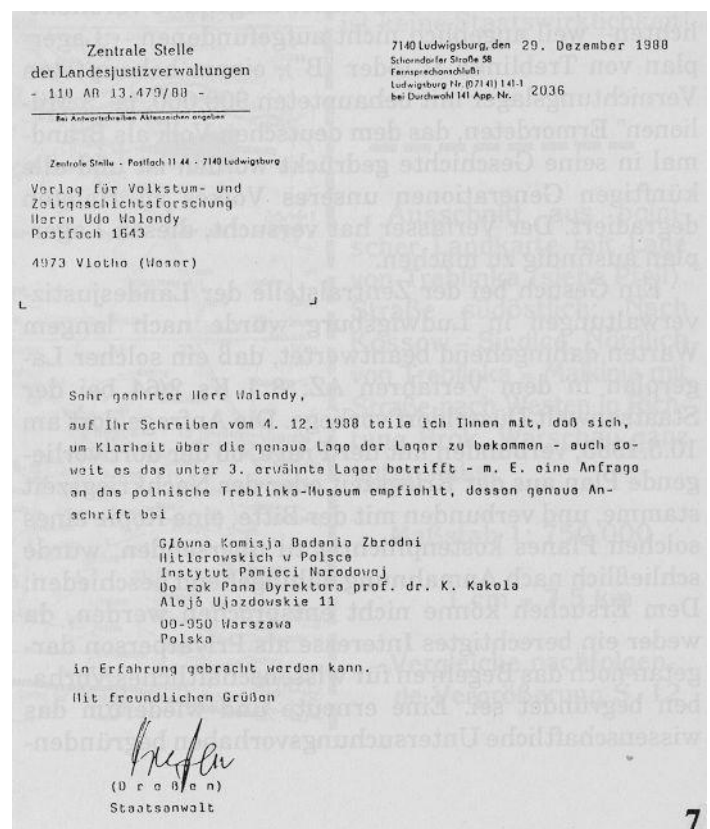 Zentrale Stelle
der Landesjustizverwaltungen
- 110 AR 13.479/88 -
Bei Antwortschreiben Aktenzeichen angeben
7140 Ludwigsburg, den 29. Dezember 1988
Schorndorfer Straße 58
Fernsprechanschluß:
Ludwigsburg Nr. (07141) 141-1
bei Durchwahl 141 App. Nr. 2036
Zentrale Stelle - Postfach 11 44 - 7140 Ludwigsburg
Verlag für Volkstum- und
Zeitgeschichtsforschung
Herrn Udo Walendy
Postfach 1643
4973 Vlotho (Weser)
Sehr geehrter Herr Walendy,
auf Ihr Schreiben vom 4. 12. 1988 teile ich Ihnen mit, daß sich,
um Klarheit über die genaue Lage der Lager zu bekommen - auch so-
weit es das unter 3. erwähnte Lager betrifft - m. E. eine Anfrage
an das polnische Treblinka-Museum empfiehlt, dessen genaue An-
schrift bei
Główna Komisja Badania Zbrodni
Hitlerowskich w Polsce
Instytut Pamieci Narodowej
Do rak Pana Dyrektora prof. dr. K. Kakola
Alejó Ujazdowskie 11
00-950 Warszawa
Polska
in Erfahrung gebracht werden kann.
Mit freundlichen Grüßen
(D r e ß e n)
Staatsanwalt
7